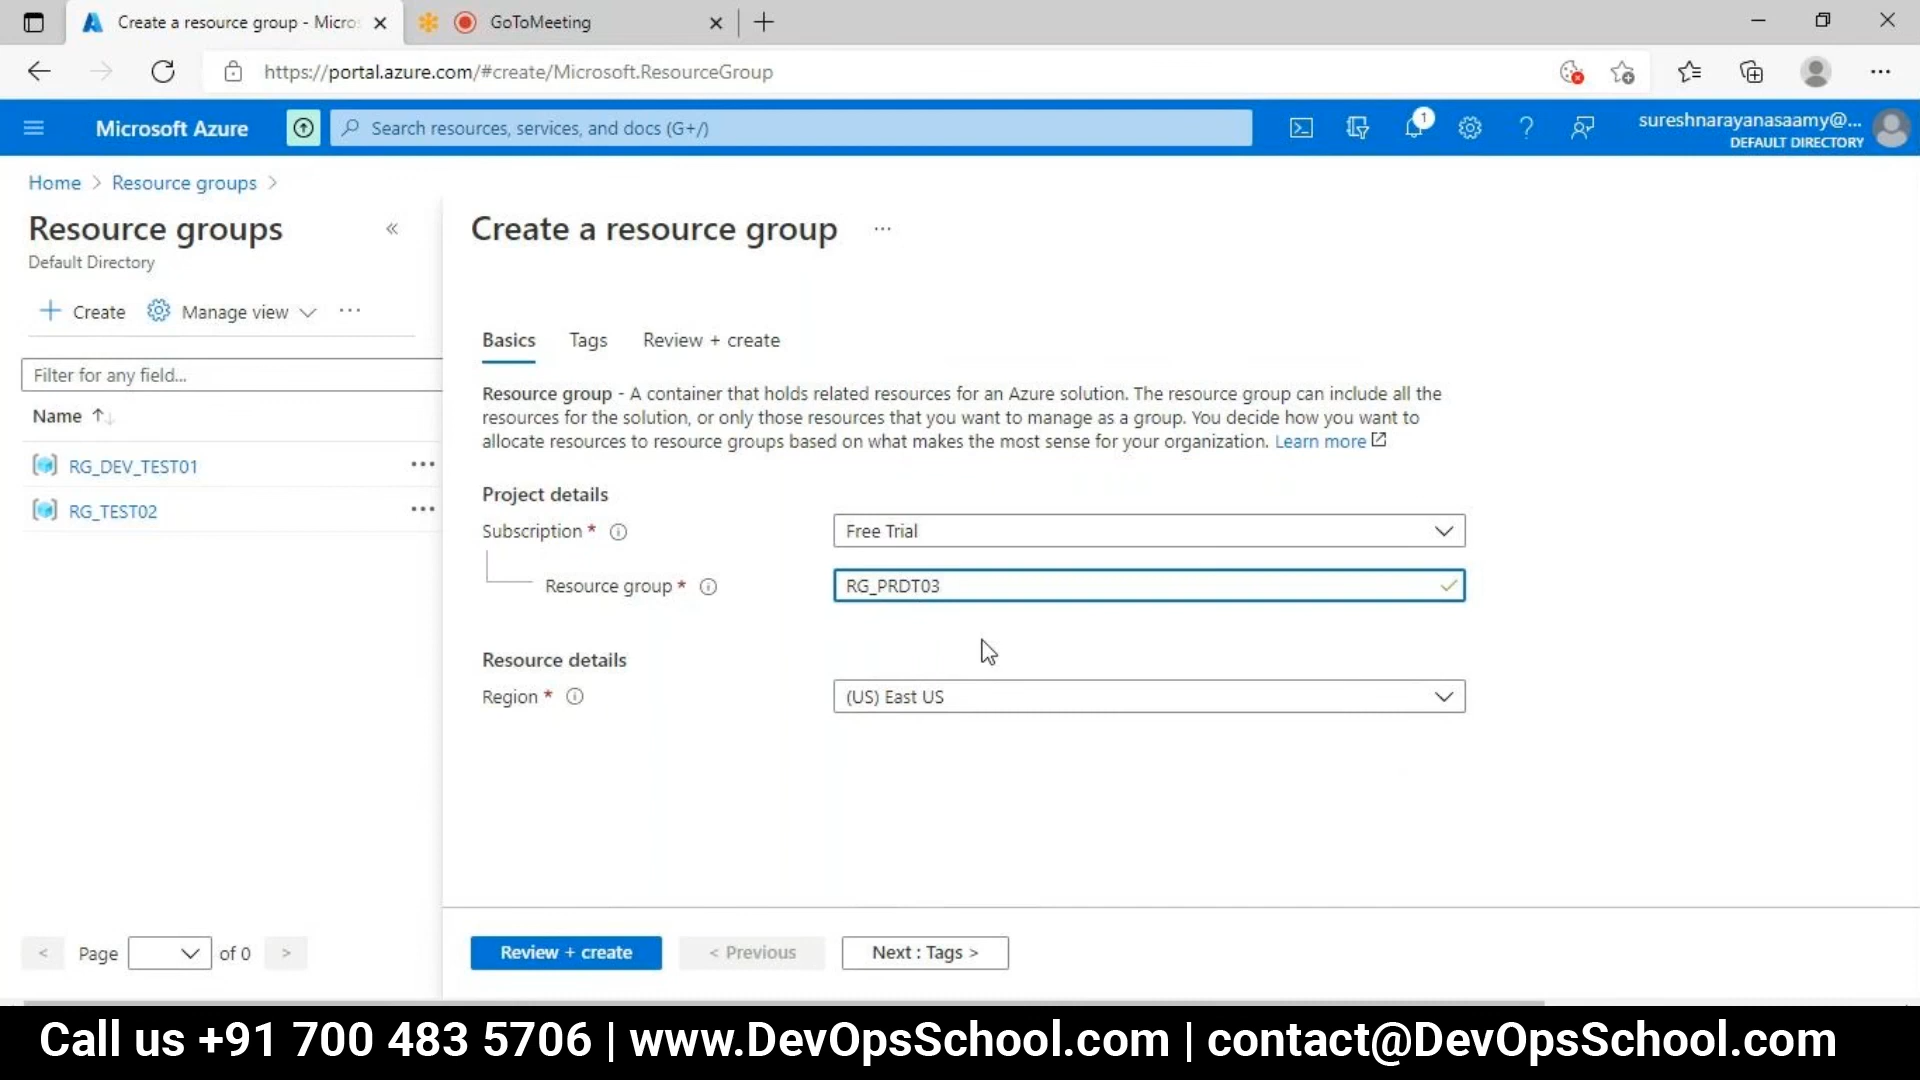 Create a resource group - Micro
GoToMeeting
https://portal.azure.com/#create/Microsoft.ResourceGroup
Microsoft Azure
Search resources, services, and docs (G+/)
1
sureshnarayanasaamy@...
DEFAULT DIRECTORY
Home > Resource groups >
Resource groups
Default Directory
Create
Manage view
Filter for any field...
Name
RG_DEV_TEST01
RG_TEST02
Page
of 0
Create a resource group
Basics
Tags
Review + create
Resource group - A container that holds related resources for an Azure solution. The resource group can include all the
resources for the solution, or only those resources that you want to manage as a group. You decide how you want to
allocate resources to resource groups based on what makes the most sense for your organization. Learn more
Project details
Subscription *
Free Trial
Resource group *
RG_PRDT03
Resource details
Region *
(US) East US
Review + create
< Previous
Next : Tags >
Call us +91 700 483 5706 | www.DevOpsSchool.com | contact@DevOpsSchool.com